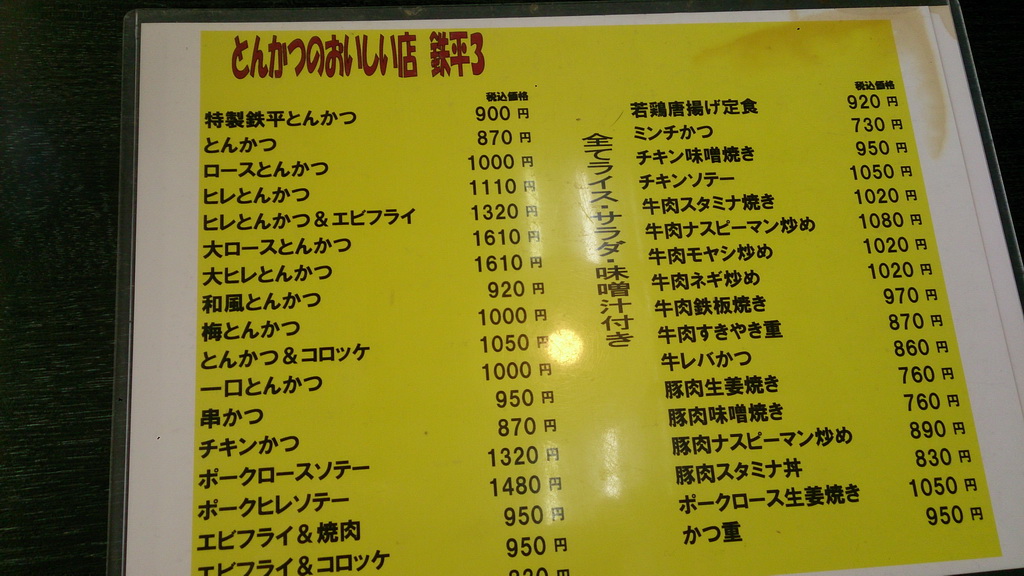 とんかつのおいしい店 鉄平3
税込価格
特製鉄平とんかつ 900円
とんかつ 870円
ロースとんかつ 1000円
ヒレとんかつ 1110円
ヒレとんかつ&エビフライ 1320円
大ロースとんかつ 1610円
大ヒレとんかつ 1610円
和風とんかつ 920円
梅とんかつ 1000円
とんかつ&コロッケ 1050円
一口とんかつ 1000円
串かつ 950円
チキンかつ 870円
ポークロースソテー 1320円
ポークヒレソテー 1480円
エビフライ&焼肉 950円
エビフライ&コロッケ 950円
全てライス・サラダ・味噌汁付き
税込価格
若鶏唐揚げ定食 920円
ミンチかつ 730円
チキン味噌焼き 950円
チキンソテー 1050円
牛肉スタミナ焼き 1020円
牛肉ナスピーマン炒め 1080円
牛肉モヤシ炒め 1020円
牛肉ネギ炒め 1020円
牛肉鉄板焼き 970円
牛肉すきやき重 870円
牛レバかつ 860円
豚肉生姜焼き 760円
豚肉味噌焼き 760円
豚肉ナスピーマン炒め 890円
豚肉スタミナ丼 830円
ポークロース生姜焼き 1050円
かつ重 950円